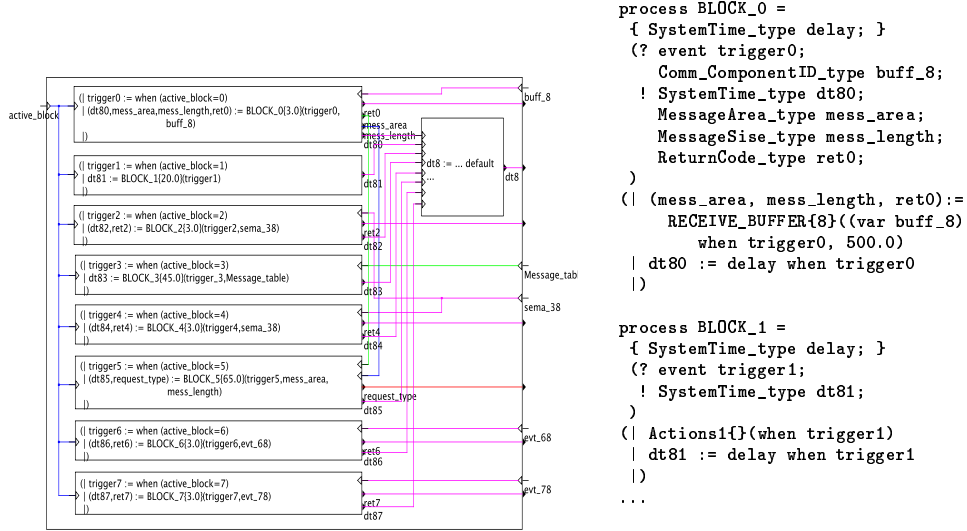 active_block
(| trigger0 := when (active_block=0)
| (dt80,mess_area,mess_length,ret0) := BLOCK_0{3.0}(trigger0,
buff_8)
|)
(| trigger1 := when (active_block=1)
| dt81 := BLOCK_1{20.0}(trigger1)
|)
(| trigger2 := when (active_block=2)
| (dt82,ret2) := BLOCK_2{3.0}(trigger2,sema_38)
|)
(| trigger3 := when (active_block=3)
| dt83 := BLOCK_3{45.0}(trigger_3,Message_table)
|)
(| trigger4 := when (active_block=4)
| (dt84,ret4) := BLOCK_4{3.0}(trigger4,sema_38)
|)
(| trigger5 := when (active_block=5)
| (dt85,request_type) := BLOCK_5{65.0}(trigger5,mess_area,
mess_length)
|)
(| trigger6 := when (active_block=6)
| (dt86,ret6) := BLOCK_6{3.0}(trigger6,evt_68)
|)
(| trigger7 := when (active_block=7)
| (dt87,ret7) := BLOCK_7{3.0}(trigger7,evt_78)
|)
ret0
mess_area
mess_length
dt80
dt81
ret2
dt82
dt83
ret4
dt84
request_type
dt85
ret6
dt86
ret7
dt87
dt8 := ... default
...
buff_8
dt8
Message_tabl
sema_38
evt_68
evt_78
process BLOCK_0 =
{ SystemTime_type delay; }
(? event trigger0;
Comm_ComponentID_type buff_8;
! SystemTime_type dt80;
MessageArea_type mess_area;
MessageSise_type mess_length;
ReturnCode_type ret0;
)
(| (mess_area, mess_length, ret0):=
RECEIVE_BUFFER{8}((var buff_8)
when trigger0, 500.0)
| dt80 := delay when trigger0
|)
process BLOCK_1 =
{ SystemTime_type delay; }
(? event trigger1;
! SystemTime_type dt81;
)
(| Actions1{}(when trigger1)
| dt81 := delay when trigger1
|)
...